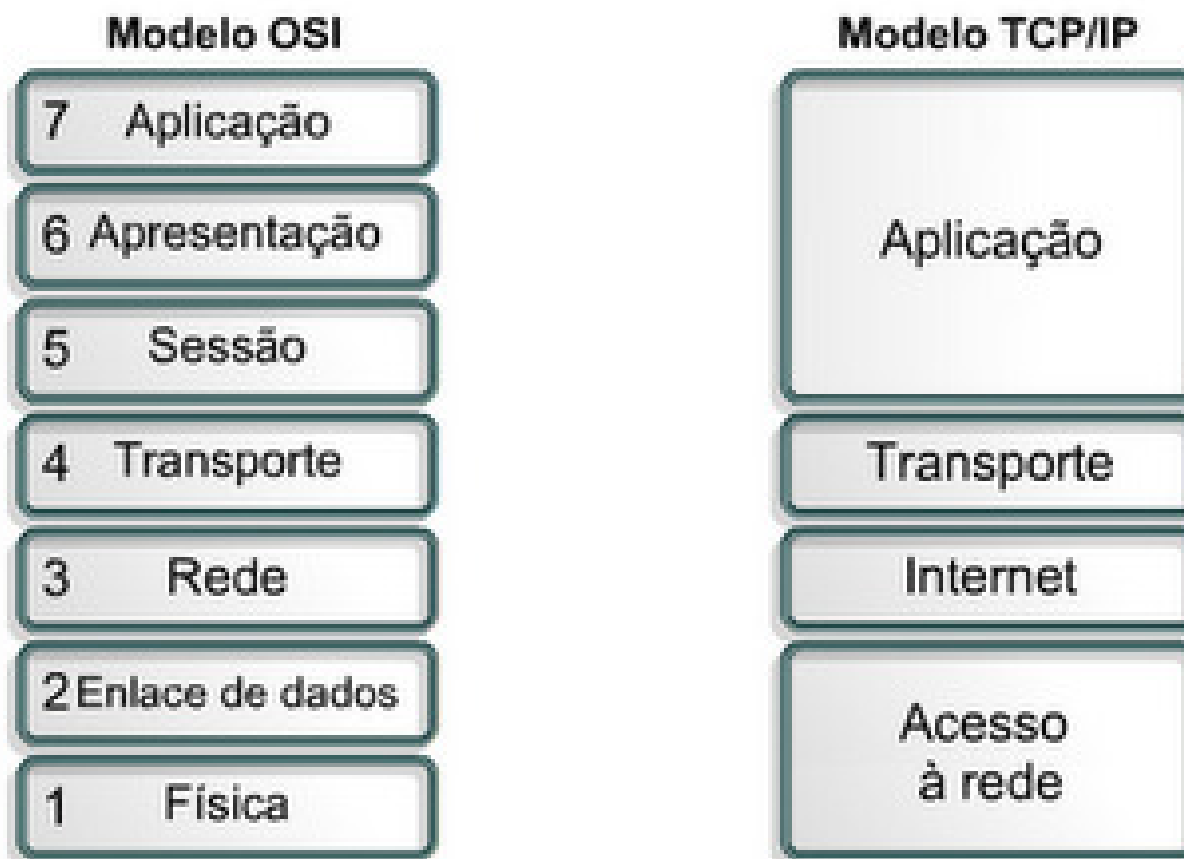 Modelo OSI
7 Aplicação
6 Apresentação
5 Sessão
4 Transporte
3 Rede
2 Enlace de dados
1 Física
Modelo TCP/IP
Aplicação
Transporte
Internet
Acesso
à rede